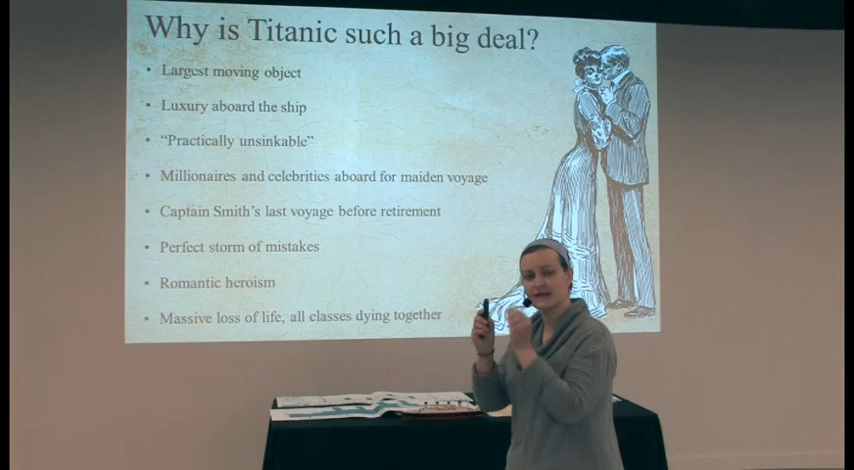 Why is Titanic such a big deal?
• Largest moving object
• Luxury aboard the ship
• “Practically unsinkable”
• Millionaires and celebrities aboard for maiden voyage
• Captain Smith’s last voyage before retirement
• Perfect storm of mistakes
• Romantic heroism
• Massive loss of life, all classes dying together